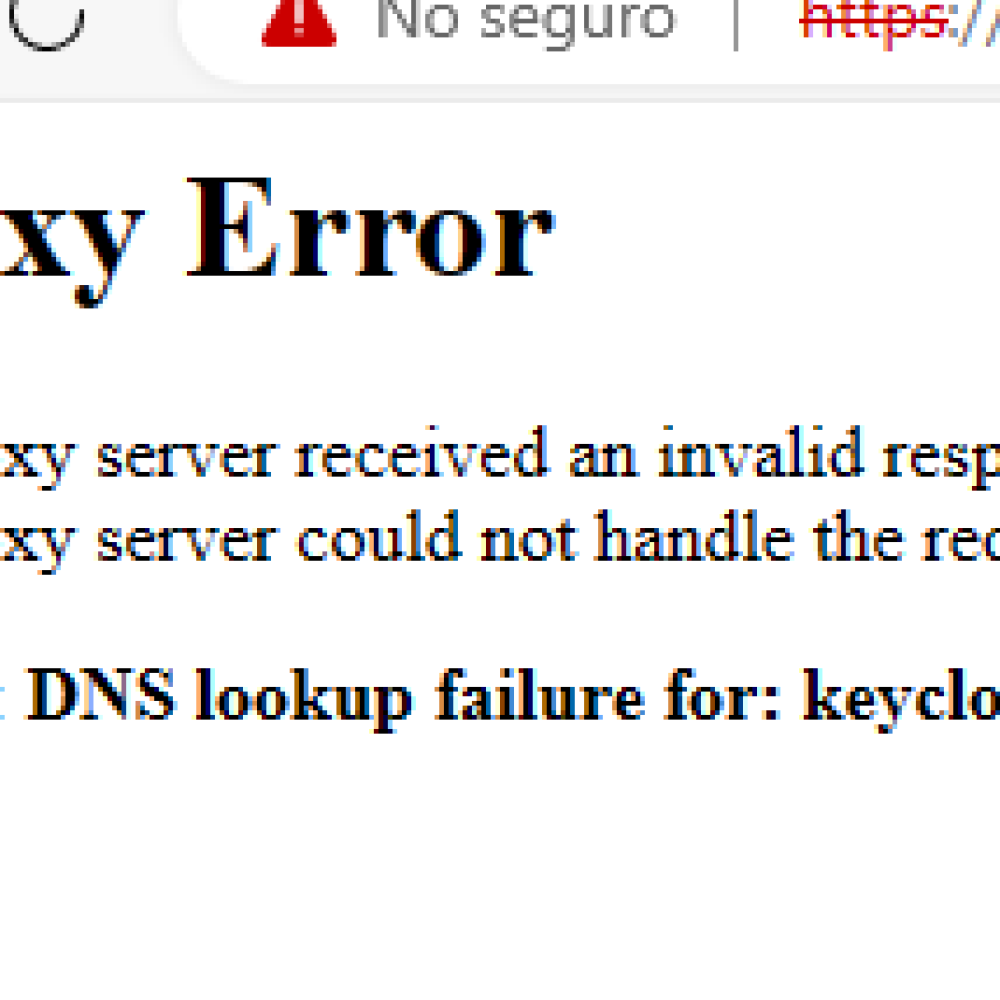 No seguro | https://
xy Error
xy server received an invalid resp
xy server could not handle the req
: DNS lookup failure for: keyclo